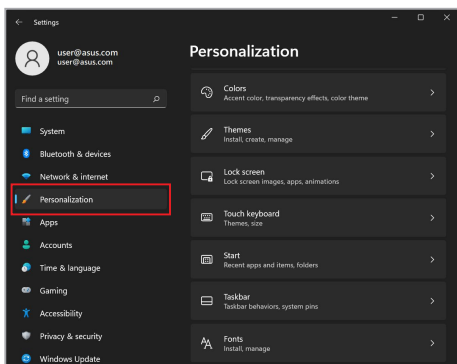 Settings
user@asus.com
user@asus.com
Find a setting
System
Bluetooth & devices
Network & internet
Personalization
Apps
Accounts
Time & language
Gaming
Accessibility
Privacy & security
Windows Update
Personalization
Colors
Accent color, transparency effects, color theme
Themes
Install, create, manage
Lock screen
Lock screen images, apps, animations
Touch keyboard
Themes, size
Start
Recent apps and items, folders
Taskbar
Taskbar behaviors, system pins
Fonts
Install, manage